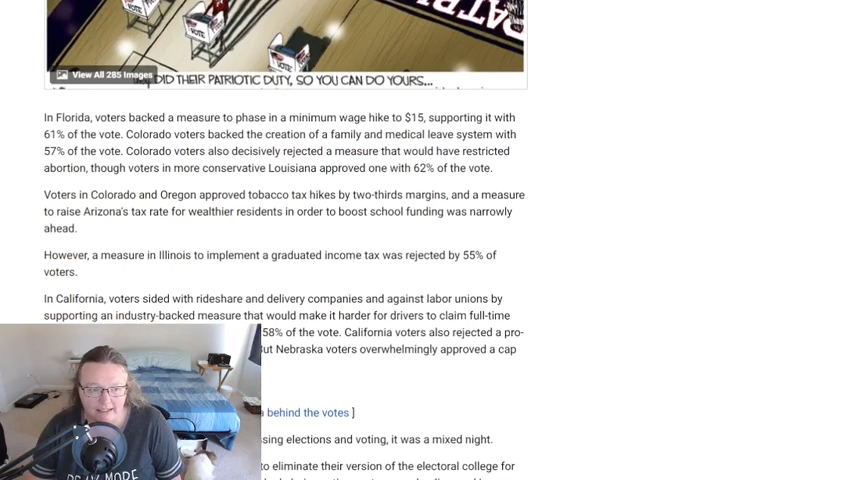 VOTE
VOTE
VOTE
PATRI
View All 285 Images
DID THEIR PATRIOTIC DUTY, SO YOU CAN DO YOURS...
In Florida, voters backed a measure to phase in a minimum wage hike to $15, supporting it with
61% of the vote. Colorado voters backed the creation of a family and medical leave system with
57% of the vote. Colorado voters also decisively rejected a measure that would have restricted
abortion, though voters in more conservative Louisiana approved one with 62% of the vote.
Voters in Colorado and Oregon approved tobacco tax hikes by two-thirds margins, and a measure
to raise Arizona's tax rate for wealthier residents in order to boost school funding was narrowly
ahead.
However, a measure in Illinois to implement a graduated income tax was rejected by 55% of
voters.
In California, voters sided with rideshare and delivery companies and against labor unions by
supporting an industry-backed measure that would make it harder for drivers to claim full-time
58% of the vote. California voters also rejected a pro-
But Nebraska voters overwhelmingly approved a cap
behind the votes ]
sing elections and voting, it was a mixed night.
to eliminate their version of the electoral college for
DRAW MORE